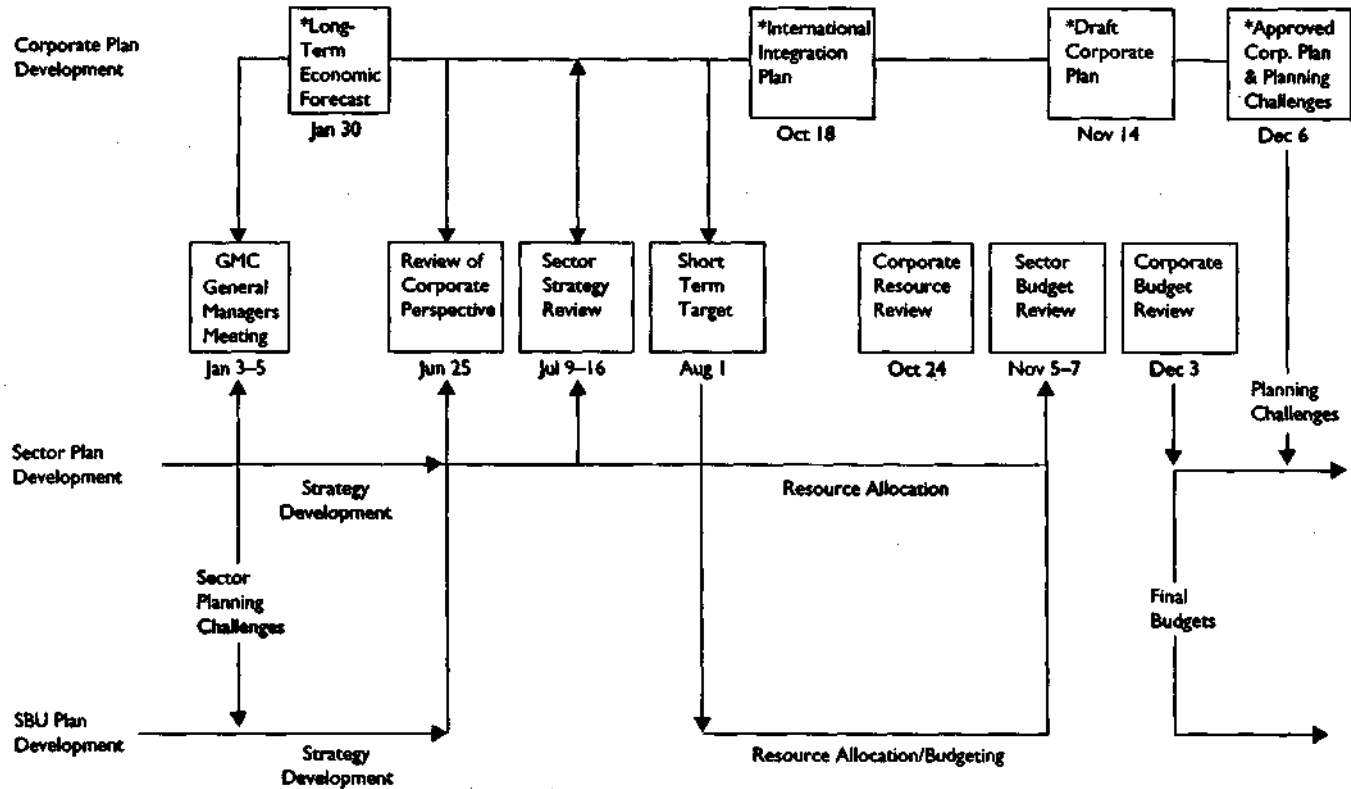 Corporate Plan
Development
*Long-
Term
Economic
Forecast
Jan 30
*International
Integration
Plan
Oct 18
*Draft
Corporate
Plan
Nov 14
*Approved
Corp. Plan
& Planning
Challenges
Dec 6
GMC
General
Managers
Meeting
Jan 3–5
Review of
Corporate
Perspective
Jun 25
Sector
Strategy
Review
Jul 9–16
Short
Term
Target
Aug 1
Corporate
Resource
Review
Oct 24
Sector
Budget
Review
Nov 5–7
Corporate
Budget
Review
Dec 3
Planning
Challenges
Sector Plan
Development
Strategy
Development
Resource Allocation
Sector
Planning
Challenges
Final
Budgets
SBU Plan
Development
Strategy
Development
Resource Allocation/Budgeting